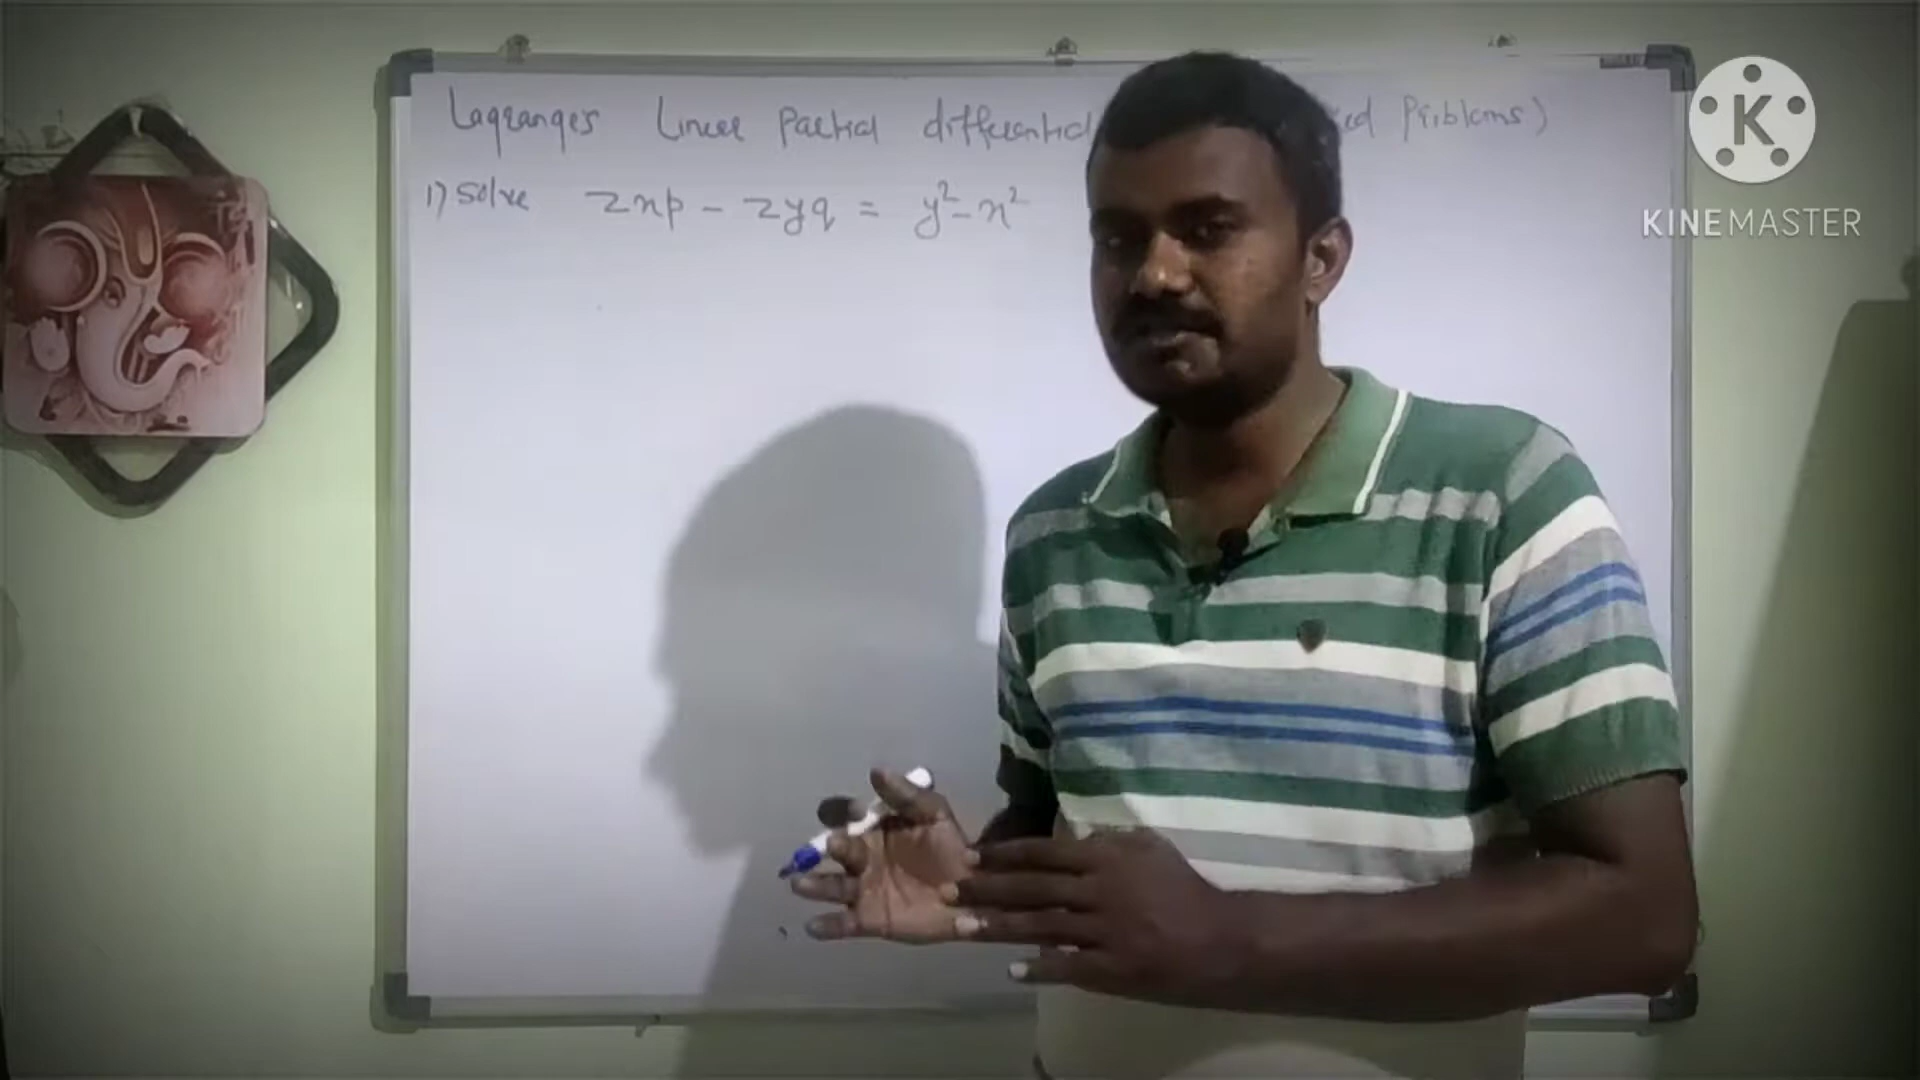 Lagranges Linear Partial differential Problems)
1) Solve zxp - zyq = y² - x²
K
KINEMASTER